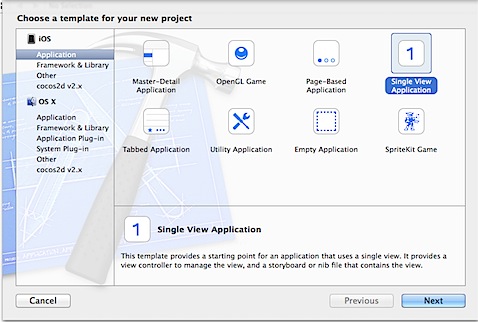 Choose a template for your new project
iOS
Application
Framework & Library
Other
cocos2d v2.x
OS X
Application
Framework & Library
Application Plug-in
System Plug-in
Other
cocos2d v2.x
Master-Detail
Application
OpenGL Game
Page-Based
Application
1
Single View
Application
Tabbed Application
Utility Application
Empty Application
SpriteKit Game
1
Single View Application
This template provides a starting point for an application that uses a single view. It provides a
view controller to manage the view, and a storyboard or nib file that contains the view.
Cancel
Previous
Next